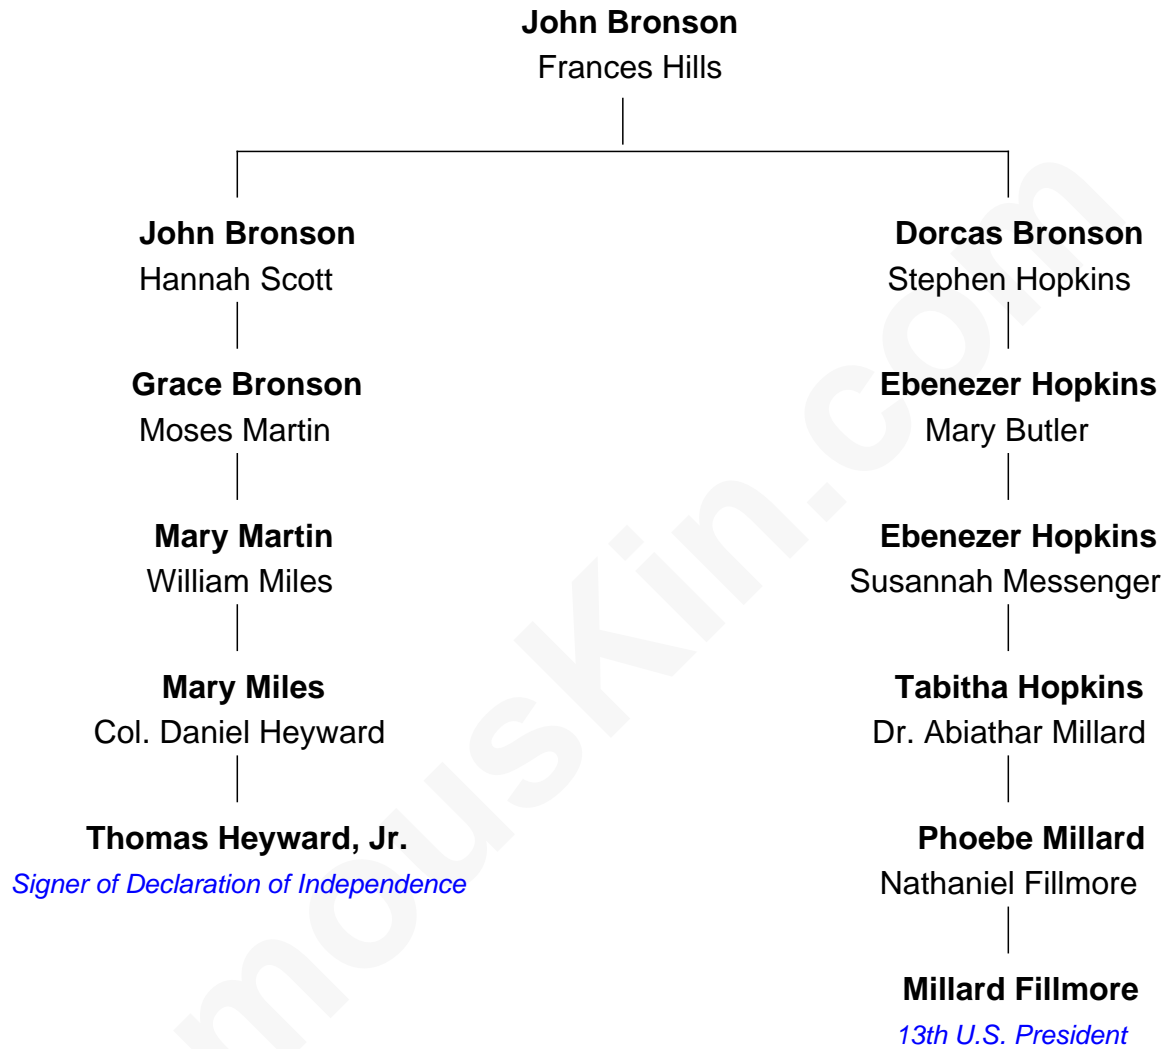 John Bronson
Frances Hills
John Bronson
Hannah Scott
Grace Bronson
Moses Martin
Mary Martin
William Miles
Mary Miles
Col. Daniel Heyward
Thomas Heyward, Jr.
Signer of Declaration of Independence
Dorcas Bronson
Stephen Hopkins
Ebenezer Hopkins
Mary Butler
Ebenezer Hopkins
Susannah Messenger
Tabitha Hopkins
Dr. Abiathar Millard
Phoebe Millard
Nathaniel Fillmore
Millard Fillmore
13th U.S. President
mousKin.com